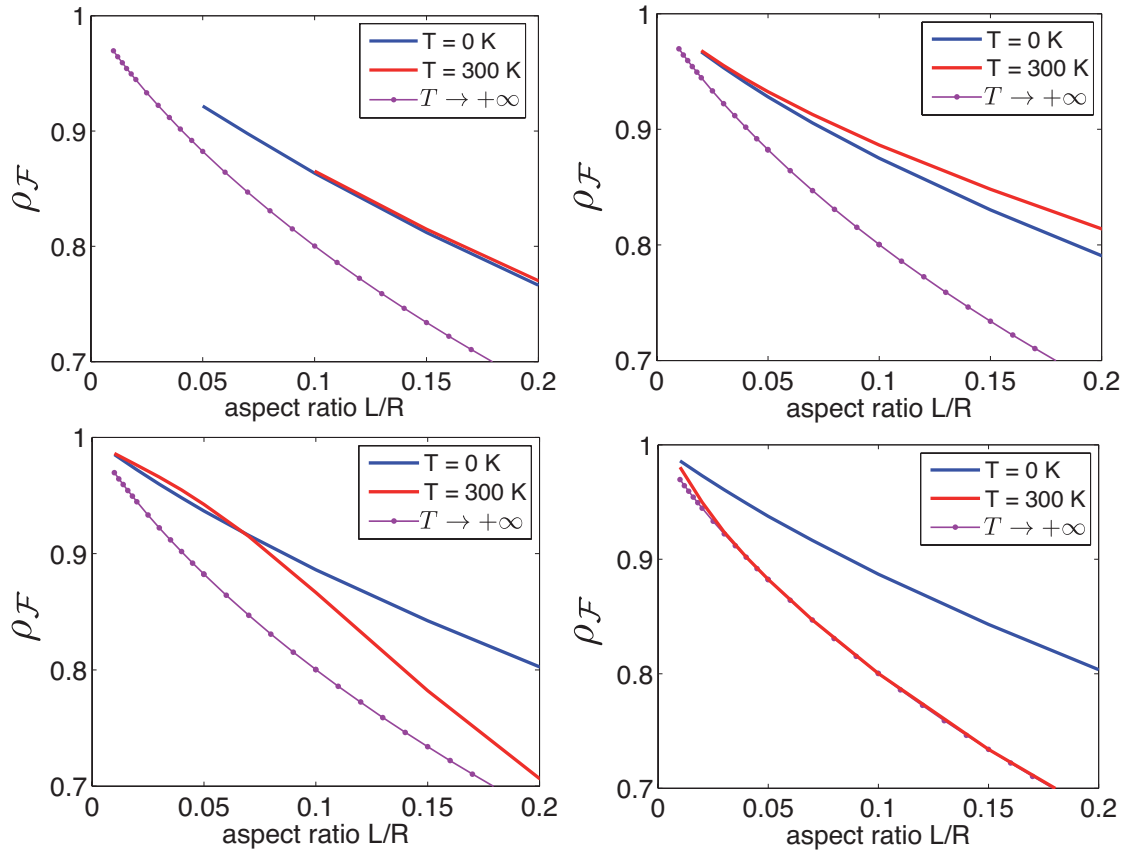 1
0.9
0.8
0.7
ρ_ℱ
0 0.05 0.1 0.15 0.2
aspect ratio L/R
T = 0 K
T = 300 K
T → +∞
1
0.9
0.8
0.7
ρ_ℱ
0 0.05 0.1 0.15 0.2
aspect ratio L/R
T = 0 K
T = 300 K
T → +∞
1
0.9
0.8
0.7
ρ_ℱ
0 0.05 0.1 0.15 0.2
aspect ratio L/R
T = 0 K
T = 300 K
T → +∞
1
0.9
0.8
0.7
ρ_ℱ
0 0.05 0.1 0.15 0.2
aspect ratio L/R
T = 0 K
T = 300 K
T → +∞